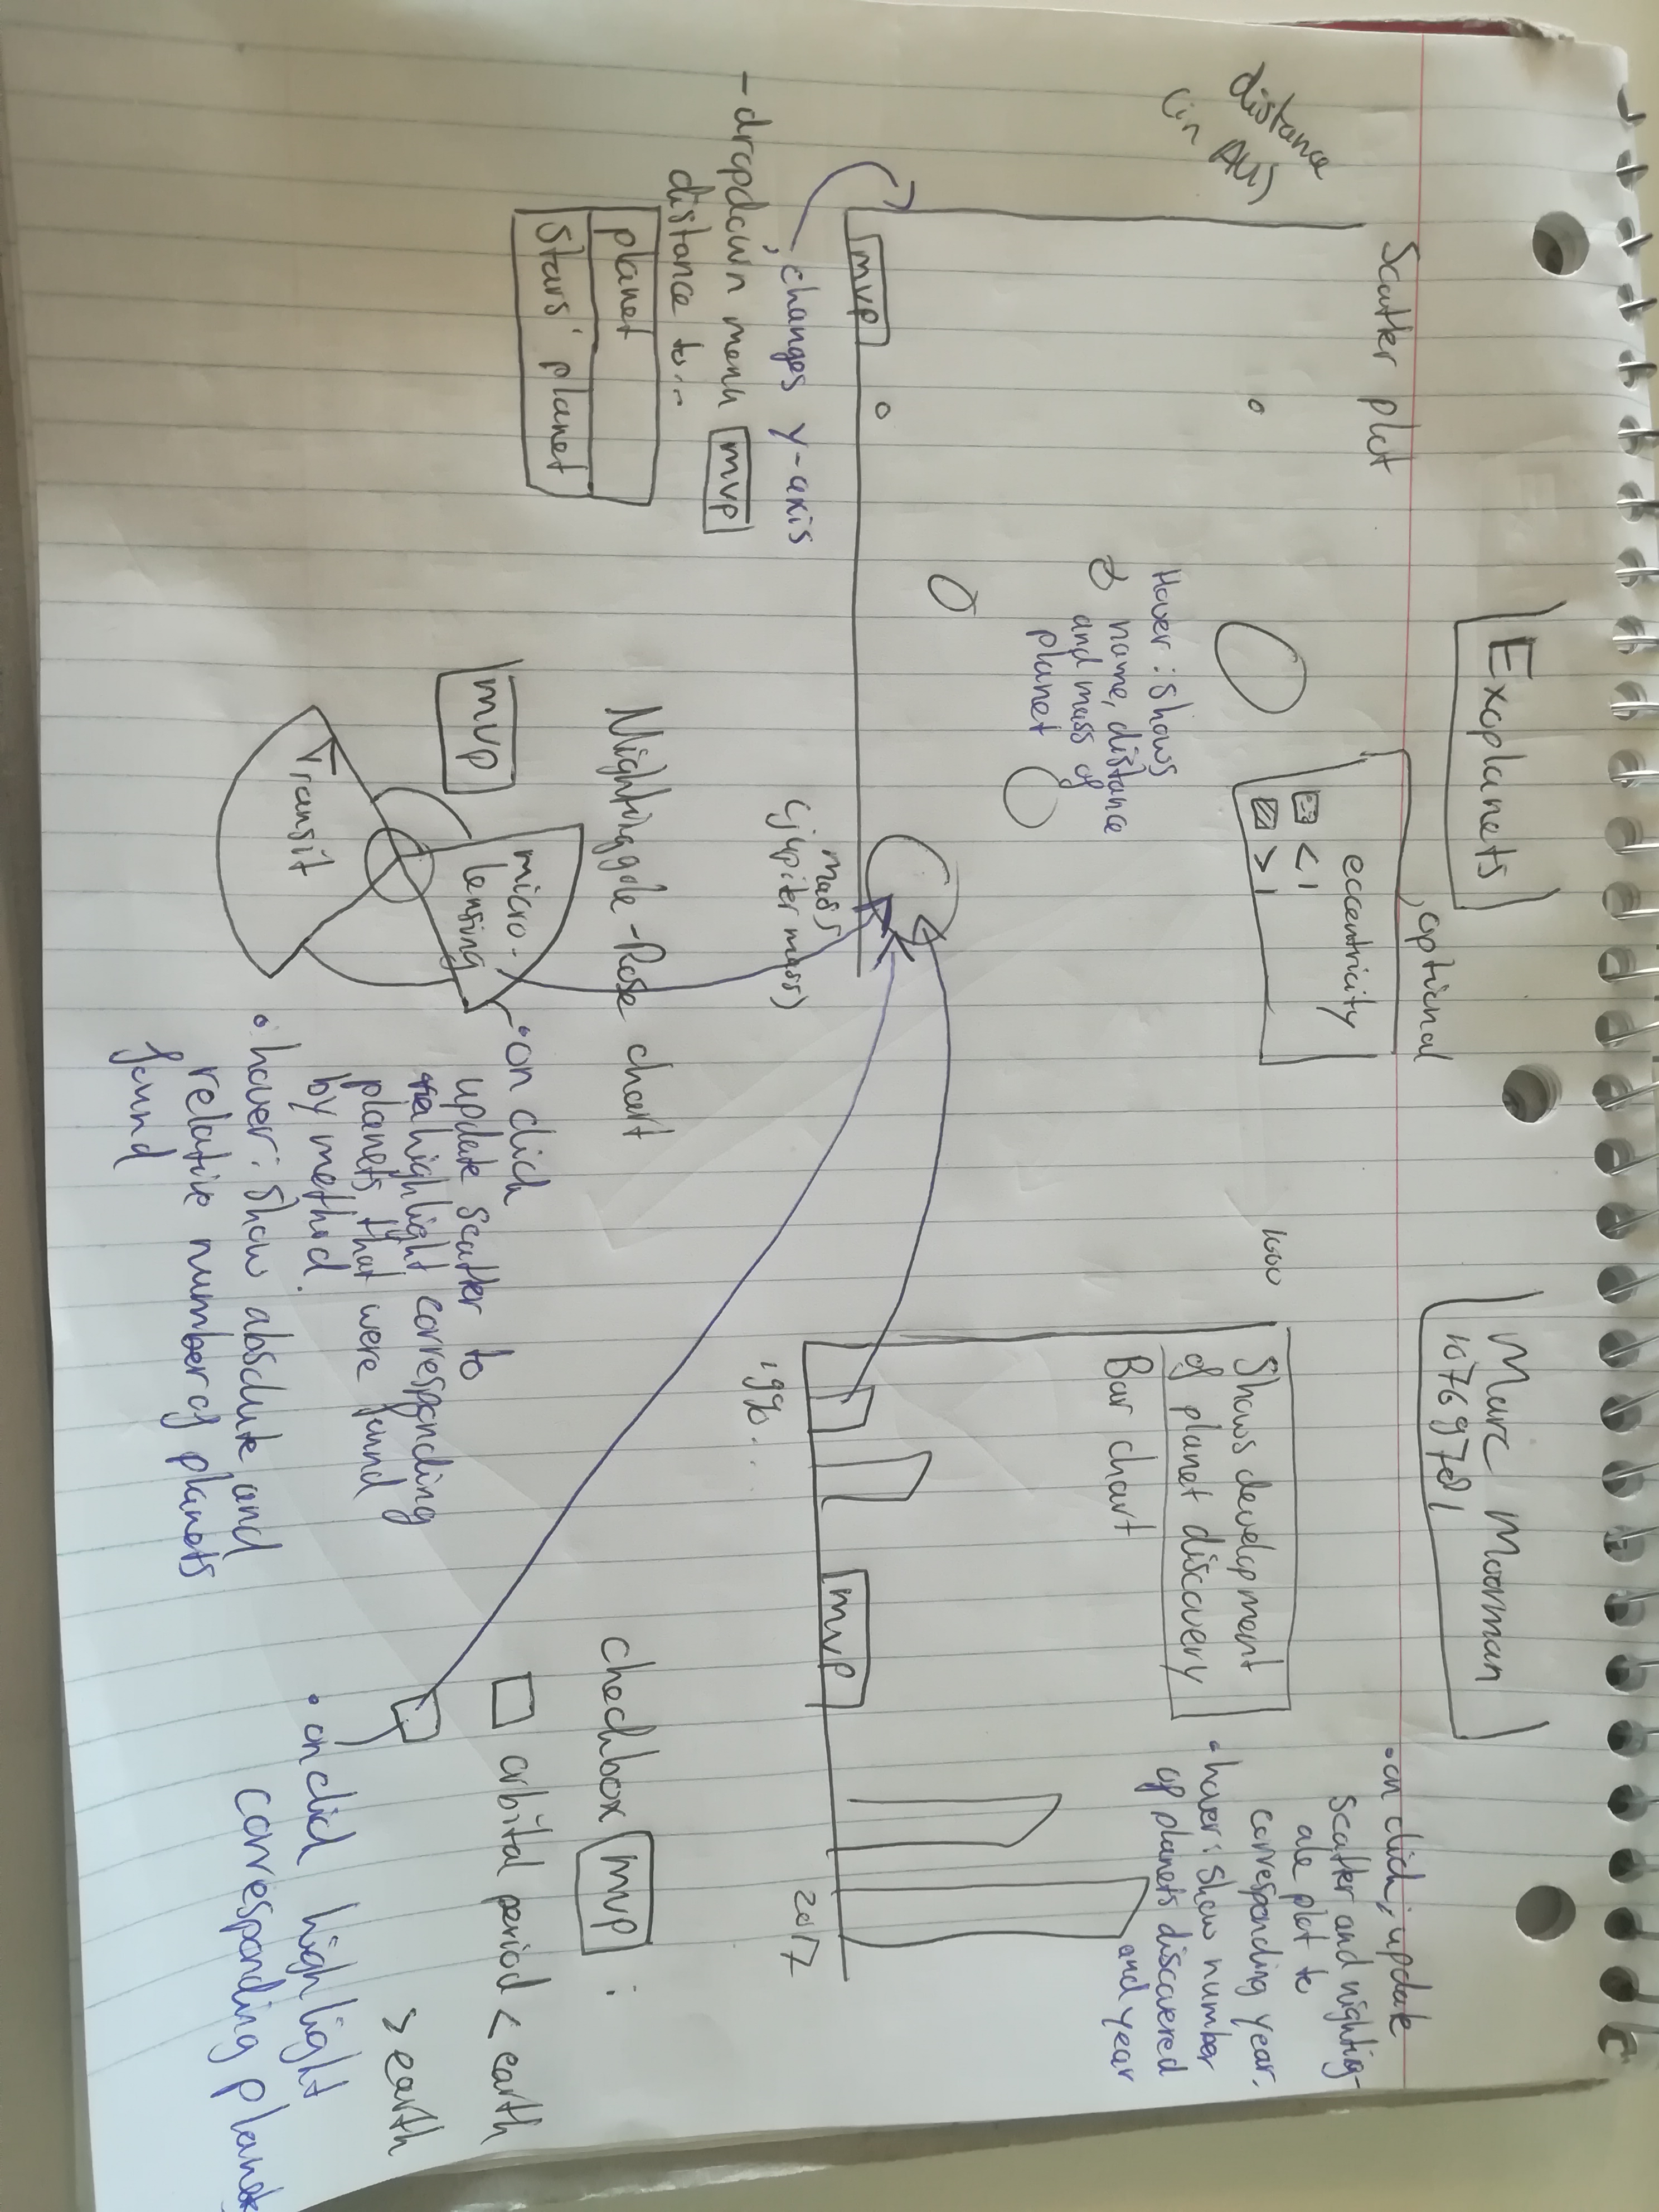 Exoplanets
Marc Moorman
10769781
Scatter plot
optional
eccentricity
< 1
> 1
distance
(in AU)
Hover : shows
name, distance
and mass of
planet
mvp
mass
(jupiter mass)
changes y-axis
- dropdown menu mvp
distance to...
planet
stars' planet
1000
Shows development
of planet discovery
Bar chart
mvp
1990...
2017
• on click; update
scatter and nighting-
ale plot to
corresponding year.
• hover: show number
of planets discovered
and year
Nightinggale-Rose chart
mvp
micro-
lensing
Transit
• on click
update scatter to
highlight corresponding
planets that were found
by method.
• hover: show absolute and
relative number of planets
found
checkbox mvp :
orbital period < earth
> earth
• on click highlight
corresponding planets